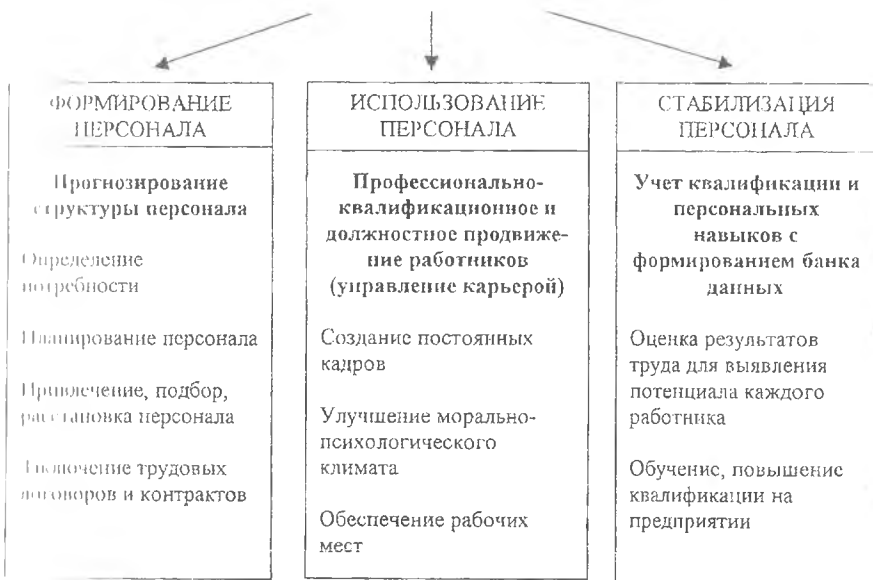 ФОРМИРОВАНИЕ
ПЕРСОНАЛА
Прогнозирование
структуры персонала
Определение
потребности
Планирование персонала
Привлечение, подбор,
расстановка персонала
Заключение трудовых
договоров и контрактов
ИСПОЛЬЗОВАНИЕ
ПЕРСОНАЛА
Профессионально-
квалификационное и
должностное продвиже-
ние работников
(управление карьерой)
Создание постоянных
кадров
Улучшение морально-
психологического
климата
Обеспечение рабочих
мест
СТАБИЛИЗАЦИЯ
ПЕРСОНАЛА
Учет квалификации и
персональных
навыков с
формированием банка
данных
Оценка результатов
труда для выявления
потенциала каждого
работника
Обучение, повышение
квалификации на
предприятии